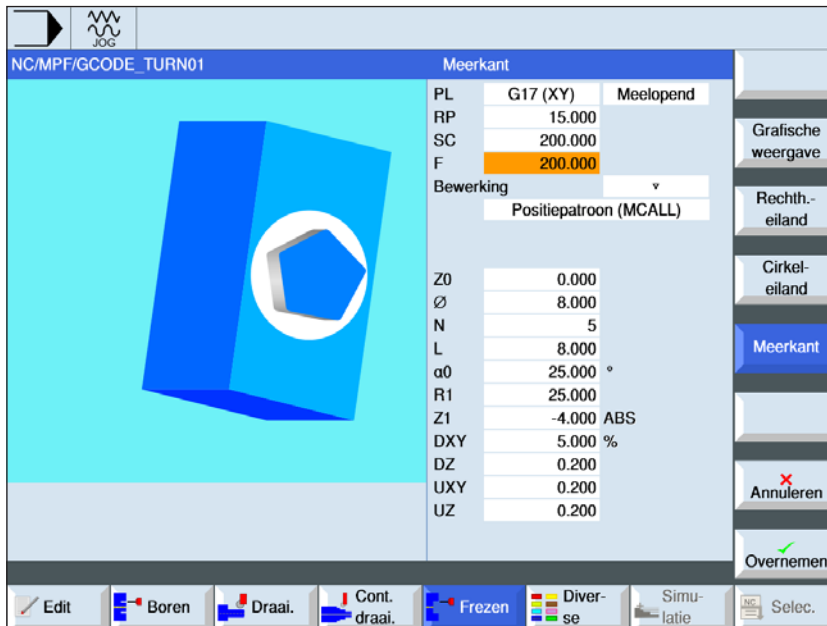 JOG
NC/MPF/GCODE_TURN01
Meerkant
PL G17 (XY) Meelopend
RP 15.000
SC 200.000
F 200.000
Bewerking ▿
Positiepatroon (MCALL)
Z0 0.000
Ø 8.000
N 5
L 8.000
α0 25.000 °
R1 25.000
Z1 -4.000 ABS
DXY 5.000 %
DZ 0.200
UXY 0.200
UZ 0.200
Grafische
weergave
Rechth.-
eiland
Cirkel-
eiland
Meerkant
Annuleren
Overnemen
Edit
Boren
Draai.
Cont.
draai.
Frezen
Diver-
se
Simu-
latie
NC
Selec.